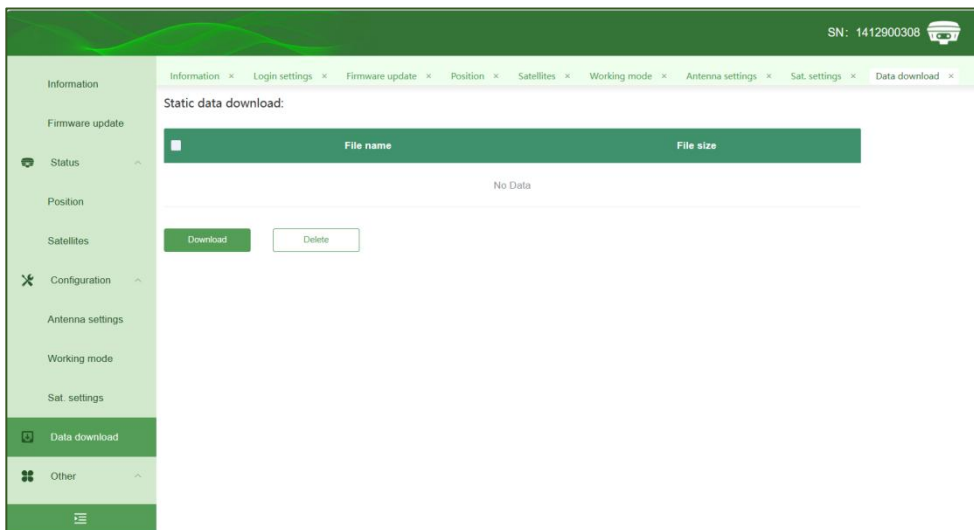 SN: 1412900308
Information × Login settings × Firmware update × Position × Satellites × Working mode × Antenna settings × Sat. settings × Data download ×
Information
Firmware update
Status
Position
Satellites
Configuration
Antenna settings
Working mode
Sat. settings
Data download
Other
Static data download:
File name File size
No Data
Download Delete